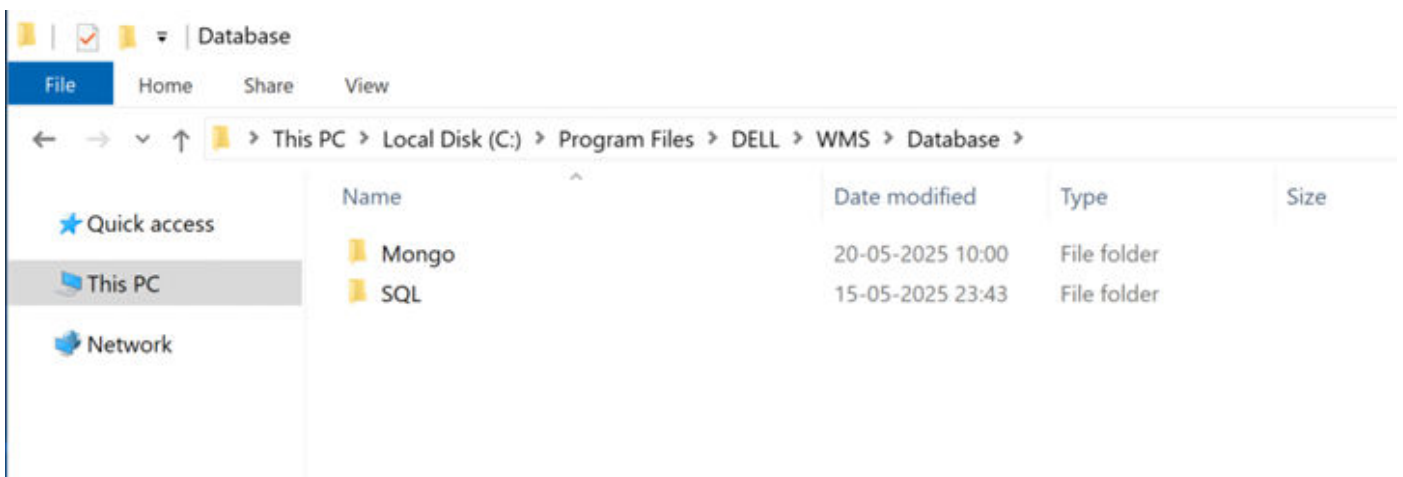 Database
File Home Share View
This PC > Local Disk (C:) > Program Files > DELL > WMS > Database >
Name Date modified Type Size
Quick access
Mongo 20-05-2025 10:00 File folder
This PC
SQL 15-05-2025 23:43 File folder
Network